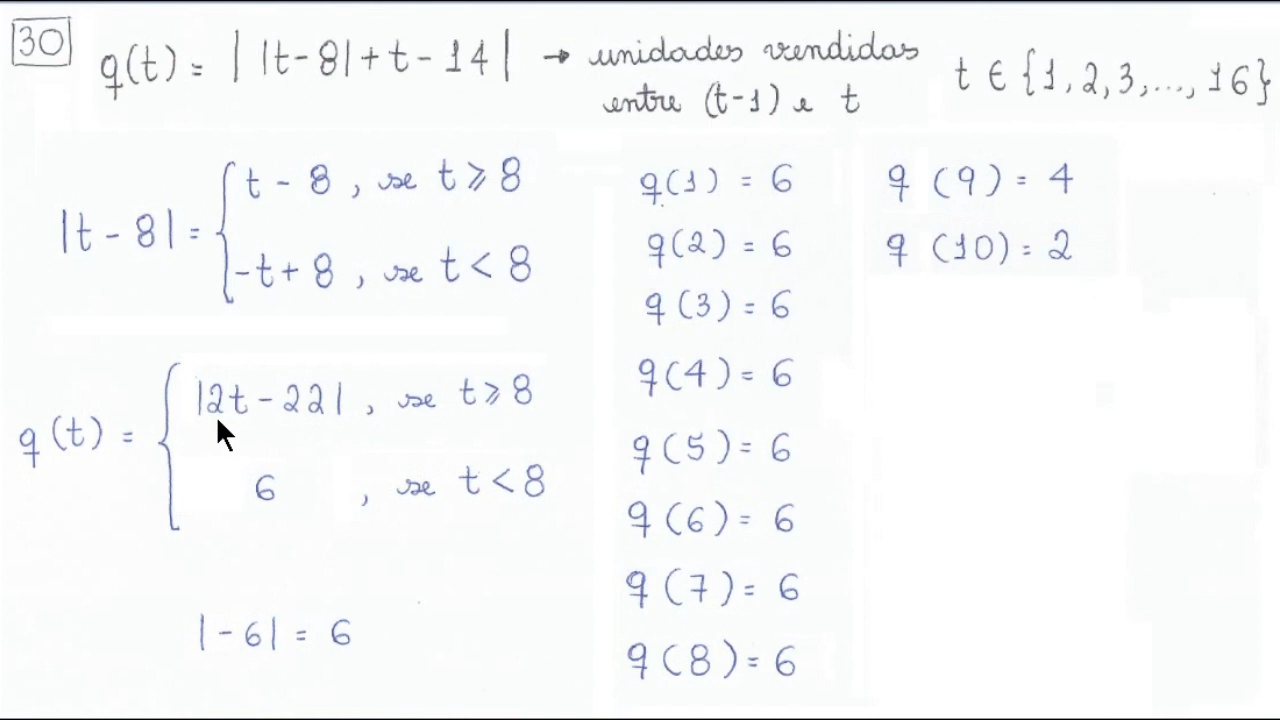 30
q(t) = | |t-8| + t - 14 | → unidades vendidas
entre (t-1) e t
t ∈ {1, 2, 3, ..., 16}
|t-8| = { t - 8 , se t ⩾ 8
-t + 8 , se t < 8
q(t) = { |2t - 22| , se t ⩾ 8
6 , se t < 8
|-6| = 6
q(1) = 6
q(2) = 6
q(3) = 6
q(4) = 6
q(5) = 6
q(6) = 6
q(7) = 6
q(8) = 6
q(9) = 4
q(10) = 2